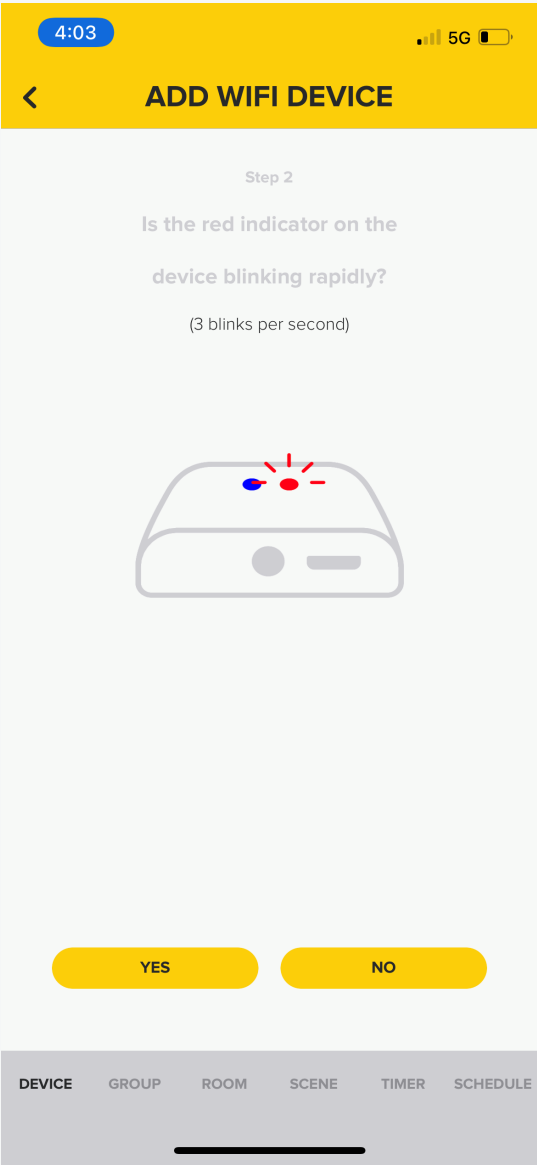 4:03
5G
ADD WIFI DEVICE
Step 2
Is the red indicator on the
device blinking rapidly?
(3 blinks per second)
YES
NO
DEVICE
GROUP
ROOM
SCENE
TIMER
SCHEDULE